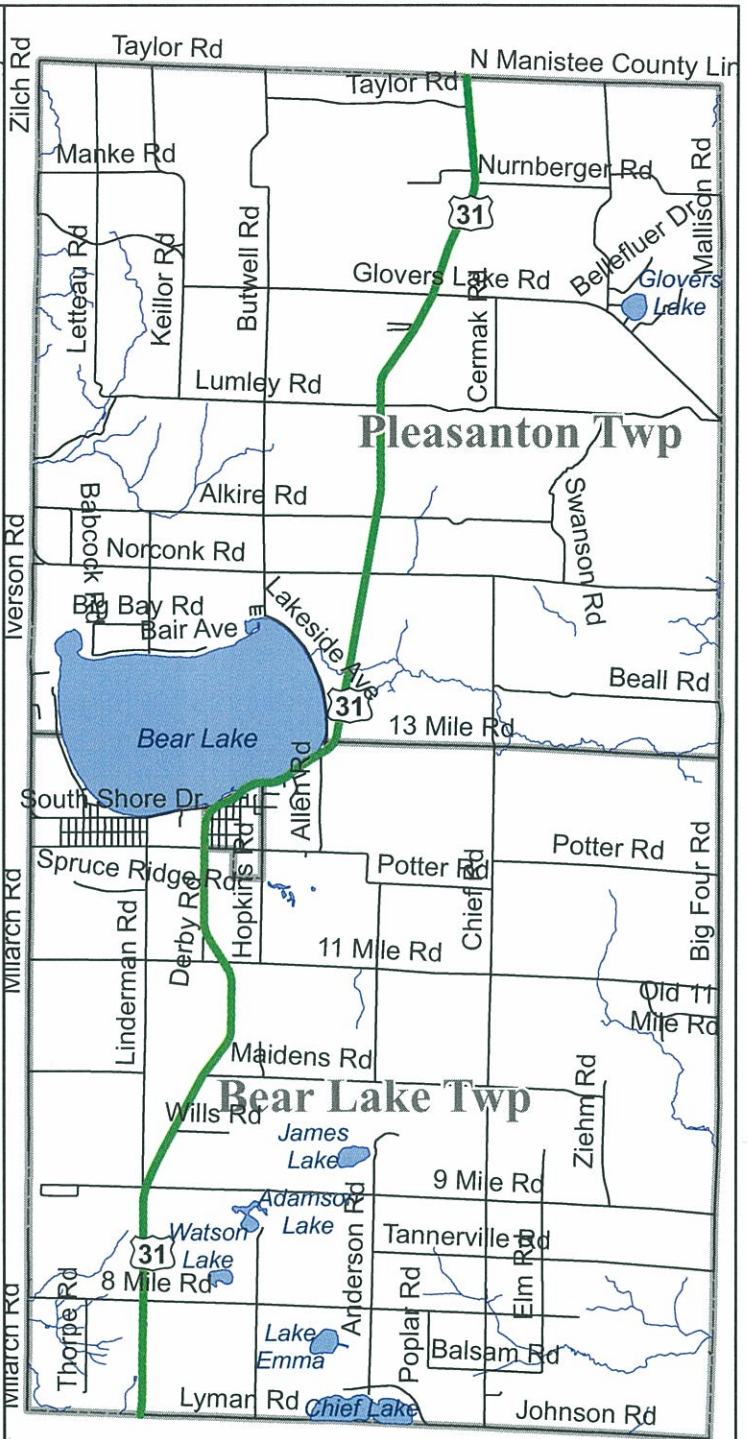 Taylor Rd
N Manistee County Lin
Zilch Rd
Taylor Rd
Manke Rd
Nurnberger Rd
Mallison Rd
31
Letteau Rd
Keillor Rd
Butwell Rd
Bellefluer Dr
Glovers Lake Rd
Glovers
Lake
Cermak Rd
Lumley Rd
Pleasanton Twp
Alkire Rd
Babcock Rd
Swanson Rd
Iverson Rd
Norconk Rd
Big Bay Rd
Bair Ave
Lakeside Ave
Beall Rd
31
13 Mile Rd
Bear Lake
South Shore Dr
Allen Rd
Potter Rd
Spruce Ridge Rd
Potter Rd
Milarch Rd
Linderman Rd
Derby Rd
Hopkins Rd
Chief Rd
Big Four Rd
11 Mile Rd
Old 11
Mile Rd
Maidens Rd
Bear Lake Twp
Wills Rd
James
Lake
Ziehm Rd
9 Mile Rd
Adamson
Lake
Anderson Rd
Watson
Lake
Tannerville Rd
31
8 Mile Rd
Elm Rd
Milarch Rd
Thorpe Rd
Lake
Emma
Poplar Rd
Balsam Rd
Lyman Rd
Chief Lake
Johnson Rd